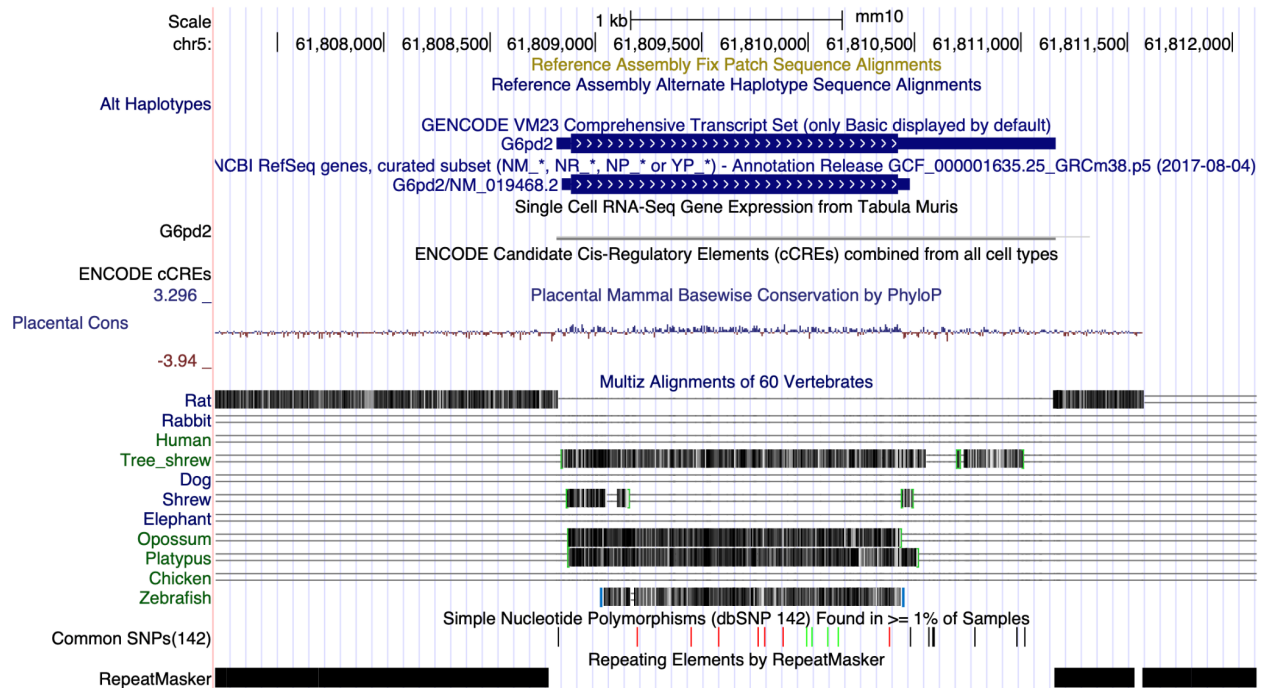 Scale 1 kb mm10
chr5: 61,808,000 61,808,500 61,809,000 61,809,500 61,810,000 61,810,500 61,811,000 61,811,500 61,812,000
Reference Assembly Fix Patch Sequence Alignments
Reference Assembly Alternate Haplotype Sequence Alignments
Alt Haplotypes
GENCODE VM23 Comprehensive Transcript Set (only Basic displayed by default)
G6pd2
NCBI RefSeq genes, curated subset (NM_*, NR_*, NP_* or YP_*) - Annotation Release GCF_000001635.25_GRCm38.p5 (2017-08-04)
G6pd2/NM_019468.2
Single Cell RNA-Seq Gene Expression from Tabula Muris
G6pd2
ENCODE Candidate Cis-Regulatory Elements (cCREs) combined from all cell types
ENCODE cCREs
3.296 _
Placental Mammal Basewise Conservation by PhyloP
Placental Cons
-3.94 _
Multiz Alignments of 60 Vertebrates
Rat
Rabbit
Human
Tree_shrew
Dog
Shrew
Elephant
Opossum
Platypus
Chicken
Zebrafish
Simple Nucleotide Polymorphisms (dbSNP 142) Found in >= 1% of Samples
Common SNPs(142)
Repeating Elements by RepeatMasker
RepeatMasker